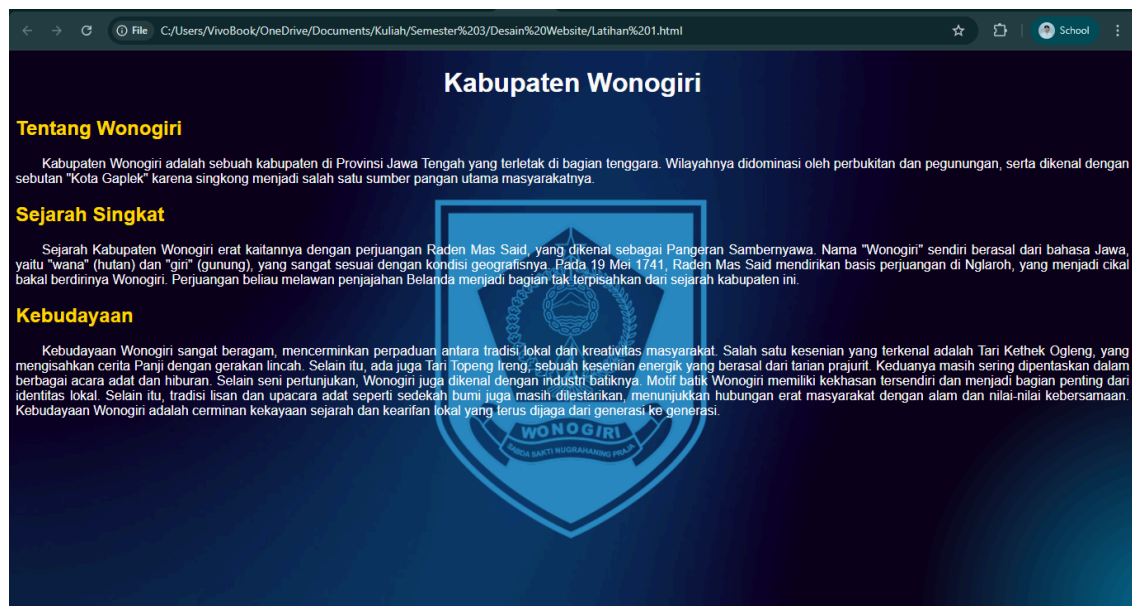 File C:/Users/VivoBook/OneDrive/Documents/Kuliah/Semester%203/Desain%20Website/Latihan%201.html School
Kabupaten Wonogiri
Tentang Wonogiri
Kabupaten Wonogiri adalah sebuah kabupaten di Provinsi Jawa Tengah yang terletak di bagian tenggara. Wilayahnya didominasi oleh perbukitan dan pegunungan, serta dikenal dengan
sebutan "Kota Gaplek" karena singkong menjadi salah satu sumber pangan utama masyarakatnya.
Sejarah Singkat
Sejarah Kabupaten Wonogiri erat kaitannya dengan perjuangan Raden Mas Said, yang dikenal sebagai Pangeran Sambernyawa. Nama "Wonogiri" sendiri berasal dari bahasa Jawa,
yaitu "wana" (hutan) dan "giri" (gunung), yang sangat sesuai dengan kondisi geografisnya. Pada 19 Mei 1741, Raden Mas Said mendirikan basis perjuangan di Nglaroh, yang menjadi cikal
bakal berdirinya Wonogiri. Perjuangan beliau melawan penjajahan Belanda menjadi bagian tak terpisahkan dari sejarah kabupaten ini.
Kebudayaan
Kebudayaan Wonogiri sangat beragam, mencerminkan perpaduan antara tradisi lokal dan kreativitas masyarakat. Salah satu kesenian yang terkenal adalah Tari Kethek Ogleng, yang
mengisahkan cerita Panji dengan gerakan lincah. Selain itu, ada juga Tari Topeng Ireng, sebuah kesenian energik yang berasal dari tarian prajurit. Keduanya masih sering dipentaskan dalam
berbagai acara adat dan hiburan. Selain seni pertunjukan, Wonogiri juga dikenal dengan industri batiknya. Motif batik Wonogiri memiliki kekhasan tersendiri dan menjadi bagian penting dari
identitas lokal. Selain itu, tradisi lisan dan upacara adat seperti sedekah bumi juga masih dilestarikan, menunjukkan hubungan erat masyarakat dengan alam dan nilai-nilai kebersamaan.
Kebudayaan Wonogiri adalah cerminan kekayaan sejarah dan kearifan lokal yang terus dijaga dari generasi ke generasi.
WONOGIRI
SABDA SAKTI NUGRAHANING PRAJA